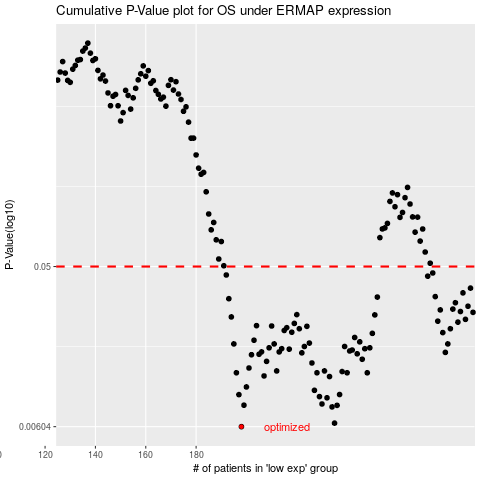 Cumulative P-Value plot for OS under ERMAP expression
P-Value(log10)
0.05
0.00604
optimized
0 120 140 160 180
# of patients in 'low exp' group